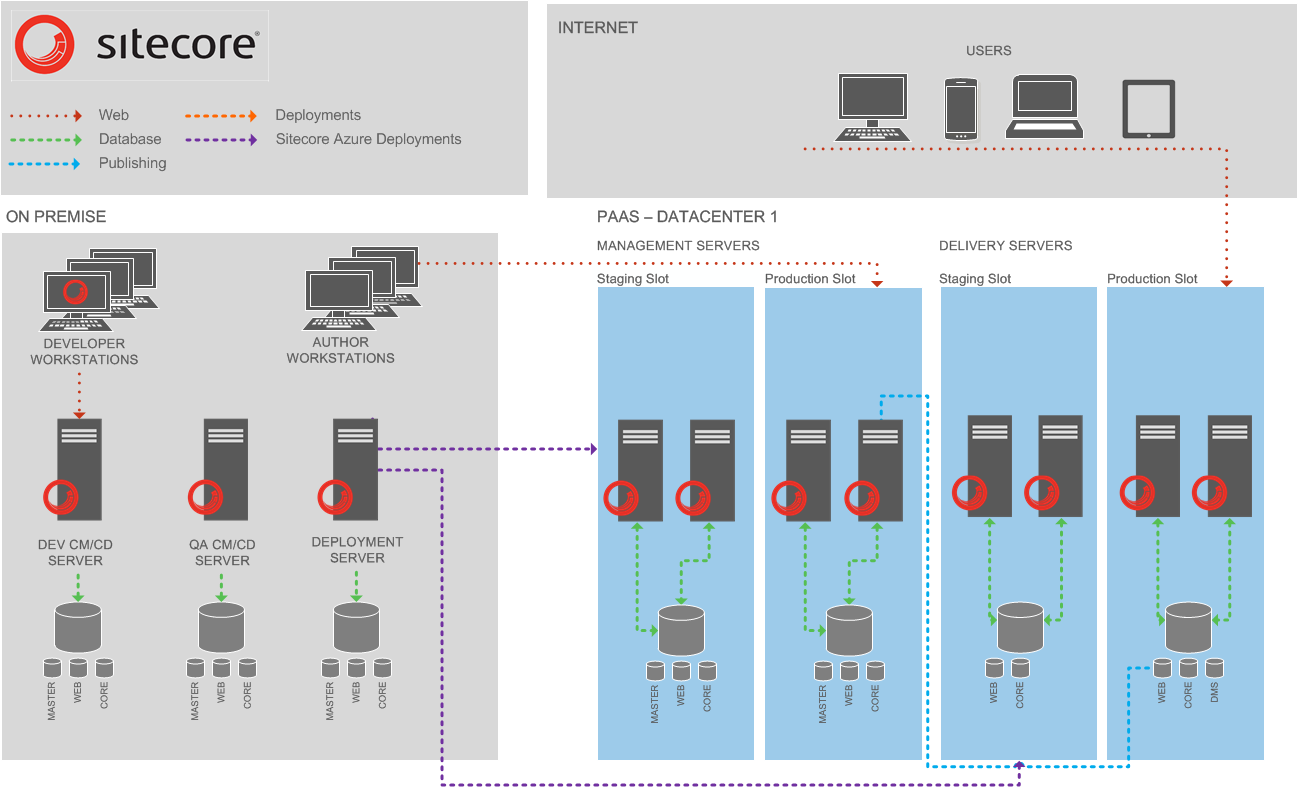 sitecore®
Web
Deployments
Database
Sitecore Azure Deployments
Publishing
INTERNET
USERS
ON PREMISE
PAAS – DATACENTER 1
MANAGEMENT SERVERS
DELIVERY SERVERS
Staging Slot
Production Slot
Staging Slot
Production Slot
DEVELOPER
WORKSTATIONS
AUTHOR
WORKSTATIONS
DEV CM/CD
SERVER
QA CM/CD
SERVER
DEPLOYMENT
SERVER
MASTER
WEB
CORE
MASTER
WEB
CORE
MASTER
WEB
CORE
MASTER
WEB
CORE
MASTER
WEB
CORE
WEB
CORE
WEB
CORE
DMS